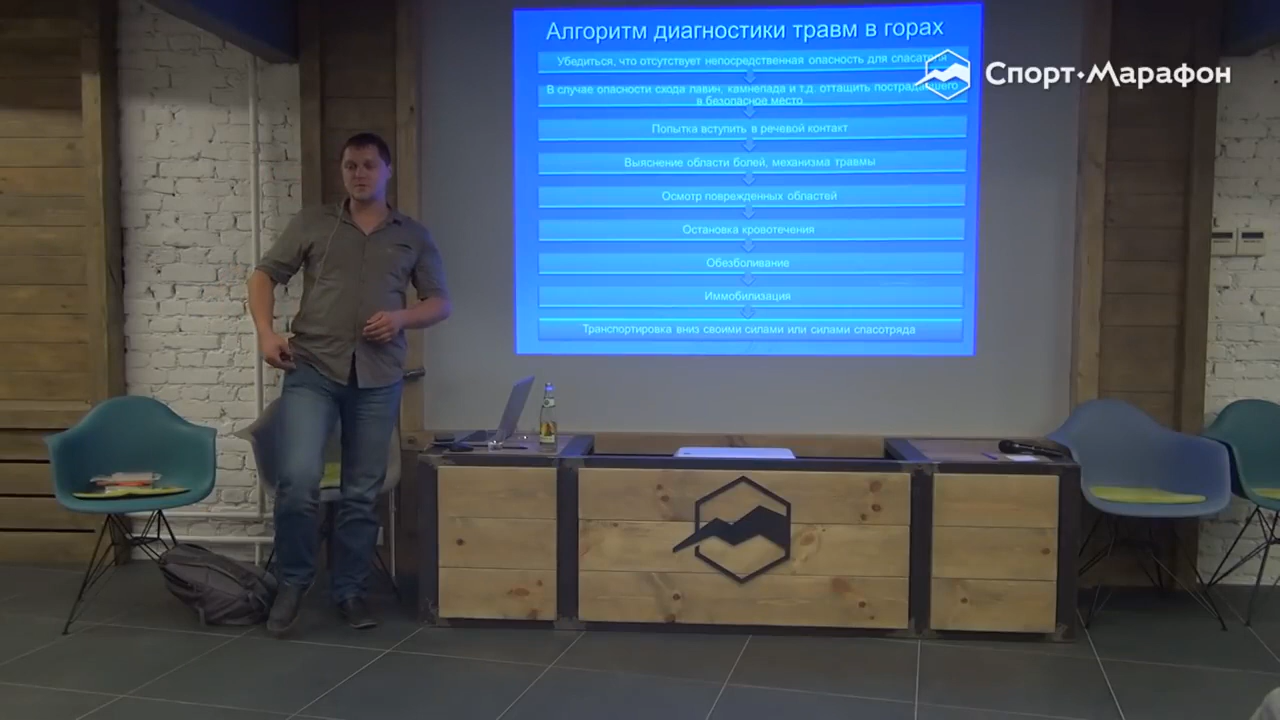 Алгоритм диагностики травм в горах
Убедиться, что отсутствует непосредственная опасность для спасателя
Спорт-Марафон
В случае опасности схода лавин, камнепада и т.д. оттащить пострадавшего
в безопасное место
Попытка вступить в речевой контакт
Выяснение области болей, механизма травмы
Осмотр поврежденных областей
Остановка кровотечения
Обезболивание
Иммобилизация
Транспортировка вниз своими силами или силами спасотряда